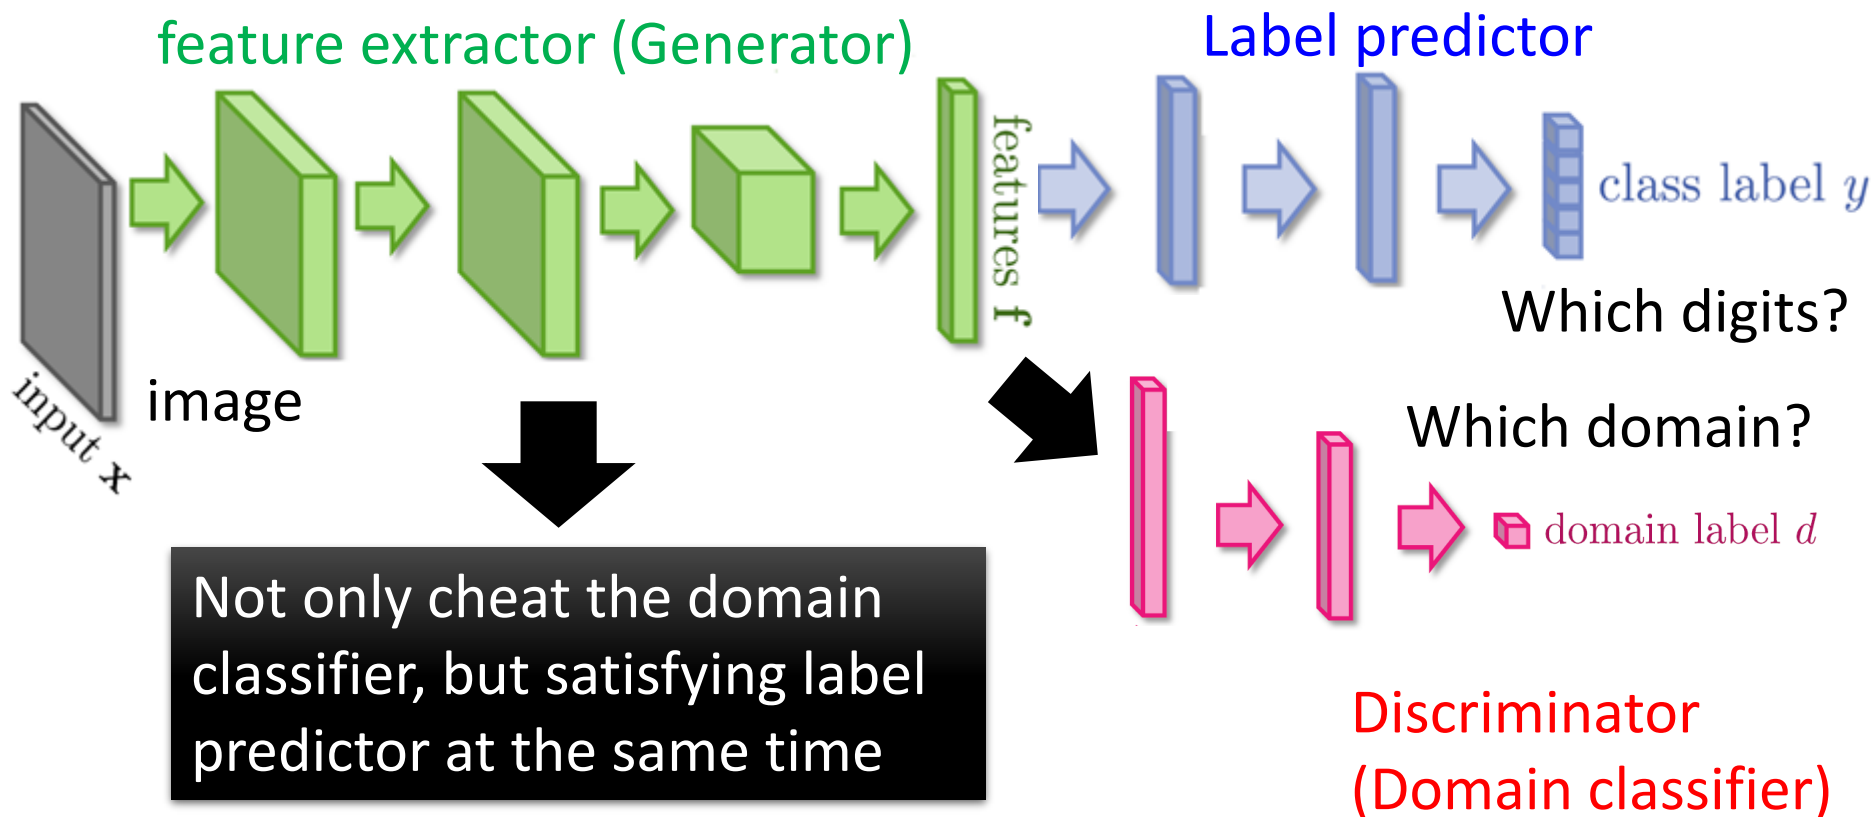 feature extractor (Generator)
Label predictor
input x
image
features f
class label y
Which digits?
Which domain?
domain label d
Not only cheat the domain
classifier, but satisfying label
predictor at the same time
Discriminator
(Domain classifier)